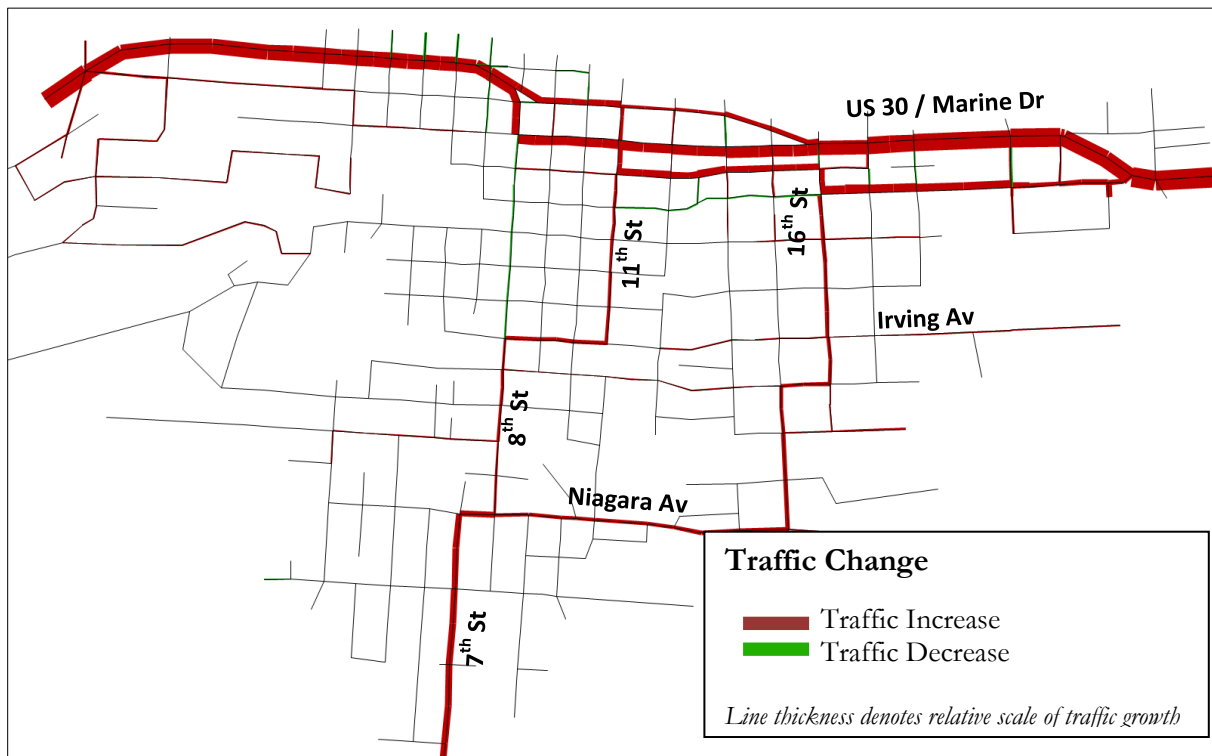 US 30 / Marine Dr
16th St
11th St
Irving Av
8th St
Niagara Av
7th St
Traffic Change
Traffic Increase
Traffic Decrease
Line thickness denotes relative scale of traffic growth